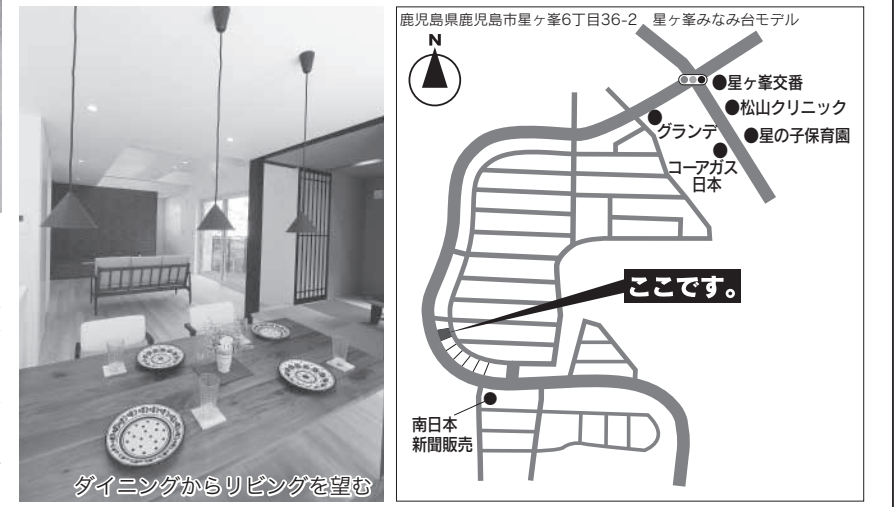 ダイニングからリビングを望む
鹿児島県鹿児島市星ヶ峯6丁目36-2　星ヶ峯みなみ台モデル
N
星ヶ峯交番
松山クリニック
グランデ
星の子保育園
コーアガス
日本
ここです。
南日本
新聞販売